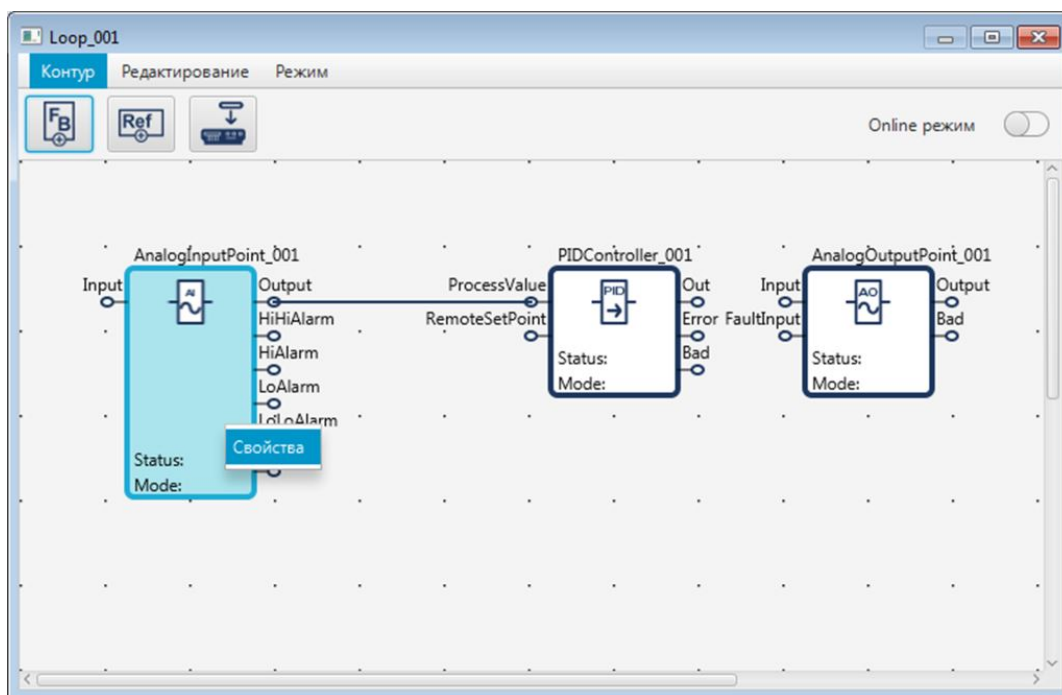 Loop_001
Контур Редактирование Режим
FB Ref Online режим
AnalogInputPoint_001 PIDController_001 AnalogOutputPoint_001
Input AI Output ProcessValue PID Out Input AO Output
HiHiAlarm RemoteSetPoint Error FaultInput Bad
HiAlarm Status: Bad Status:
LoAlarm Mode: Mode:
LoLoAlarm
Свойства
Status:
Mode: